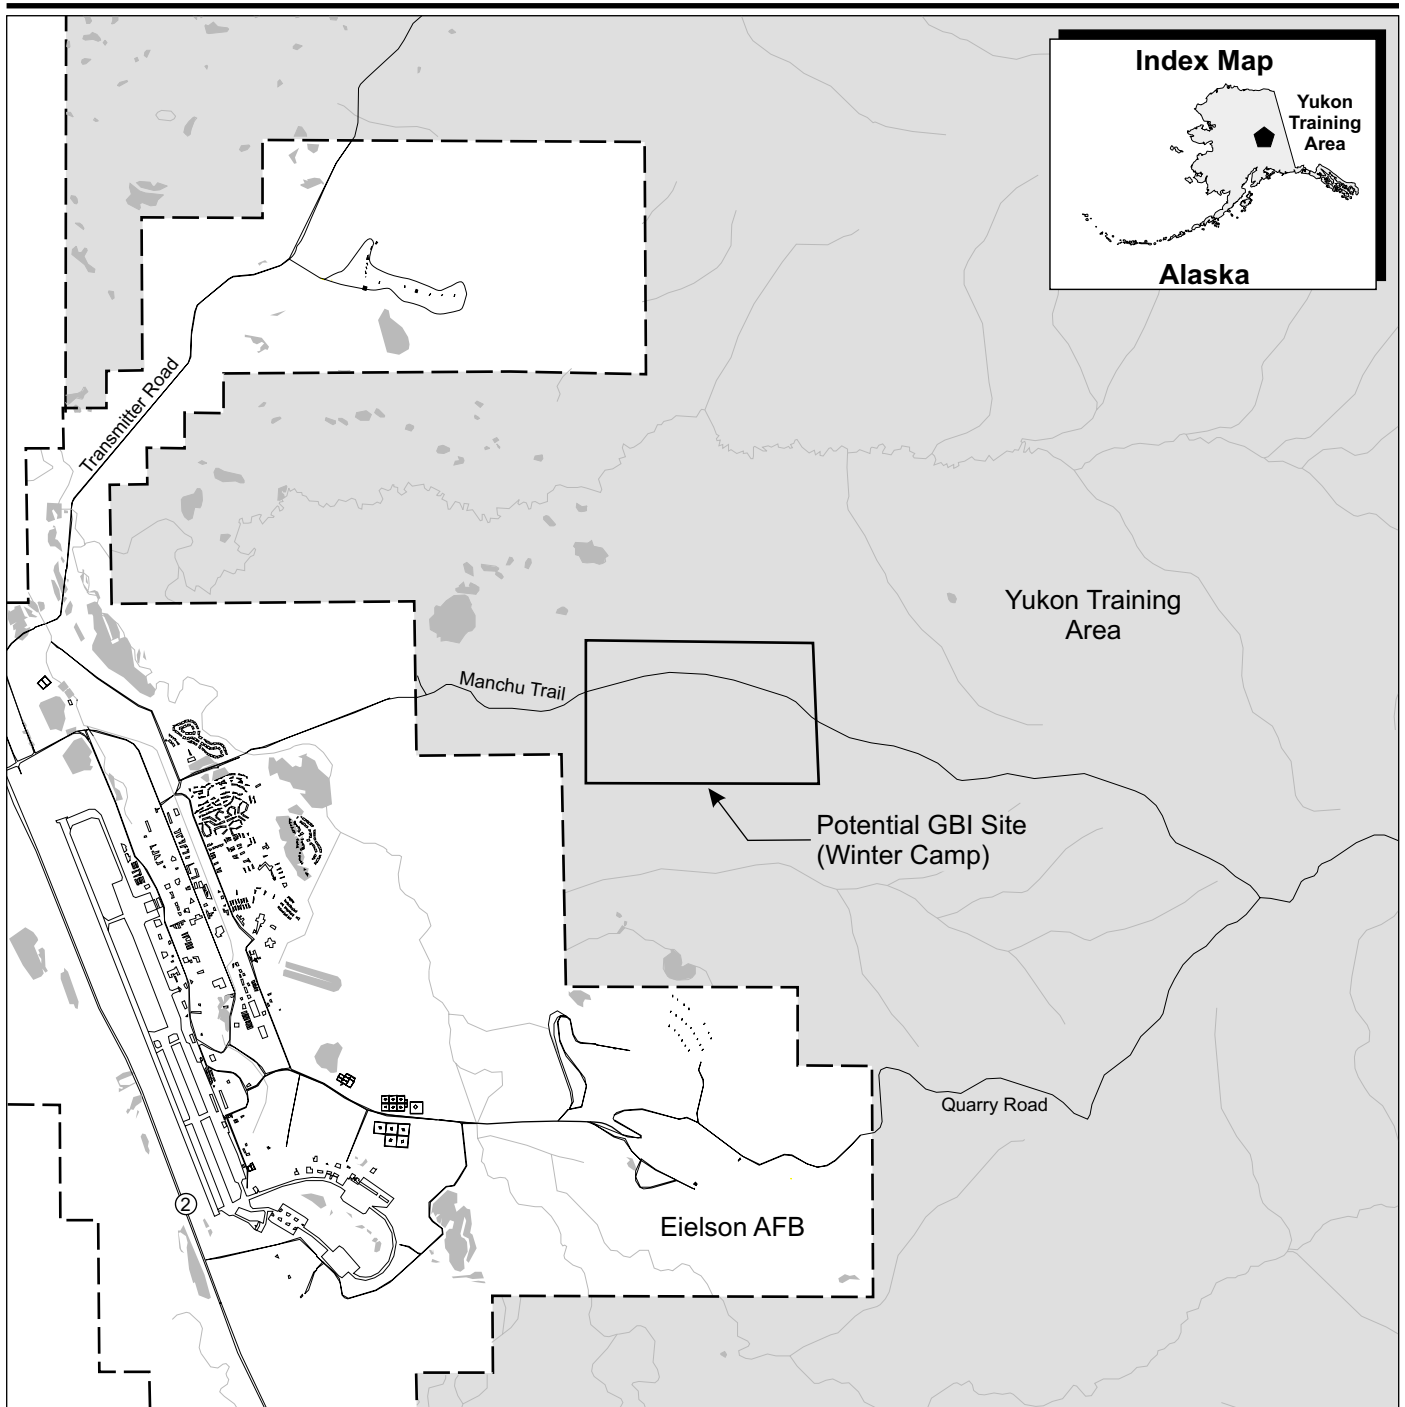 Index Map
Yukon
Training
Area
Alaska
Transmitter Road
Yukon Training
Area
Manchu Trail
Potential GBI Site
(Winter Camp)
Quarry Road
2
Eielson AFB